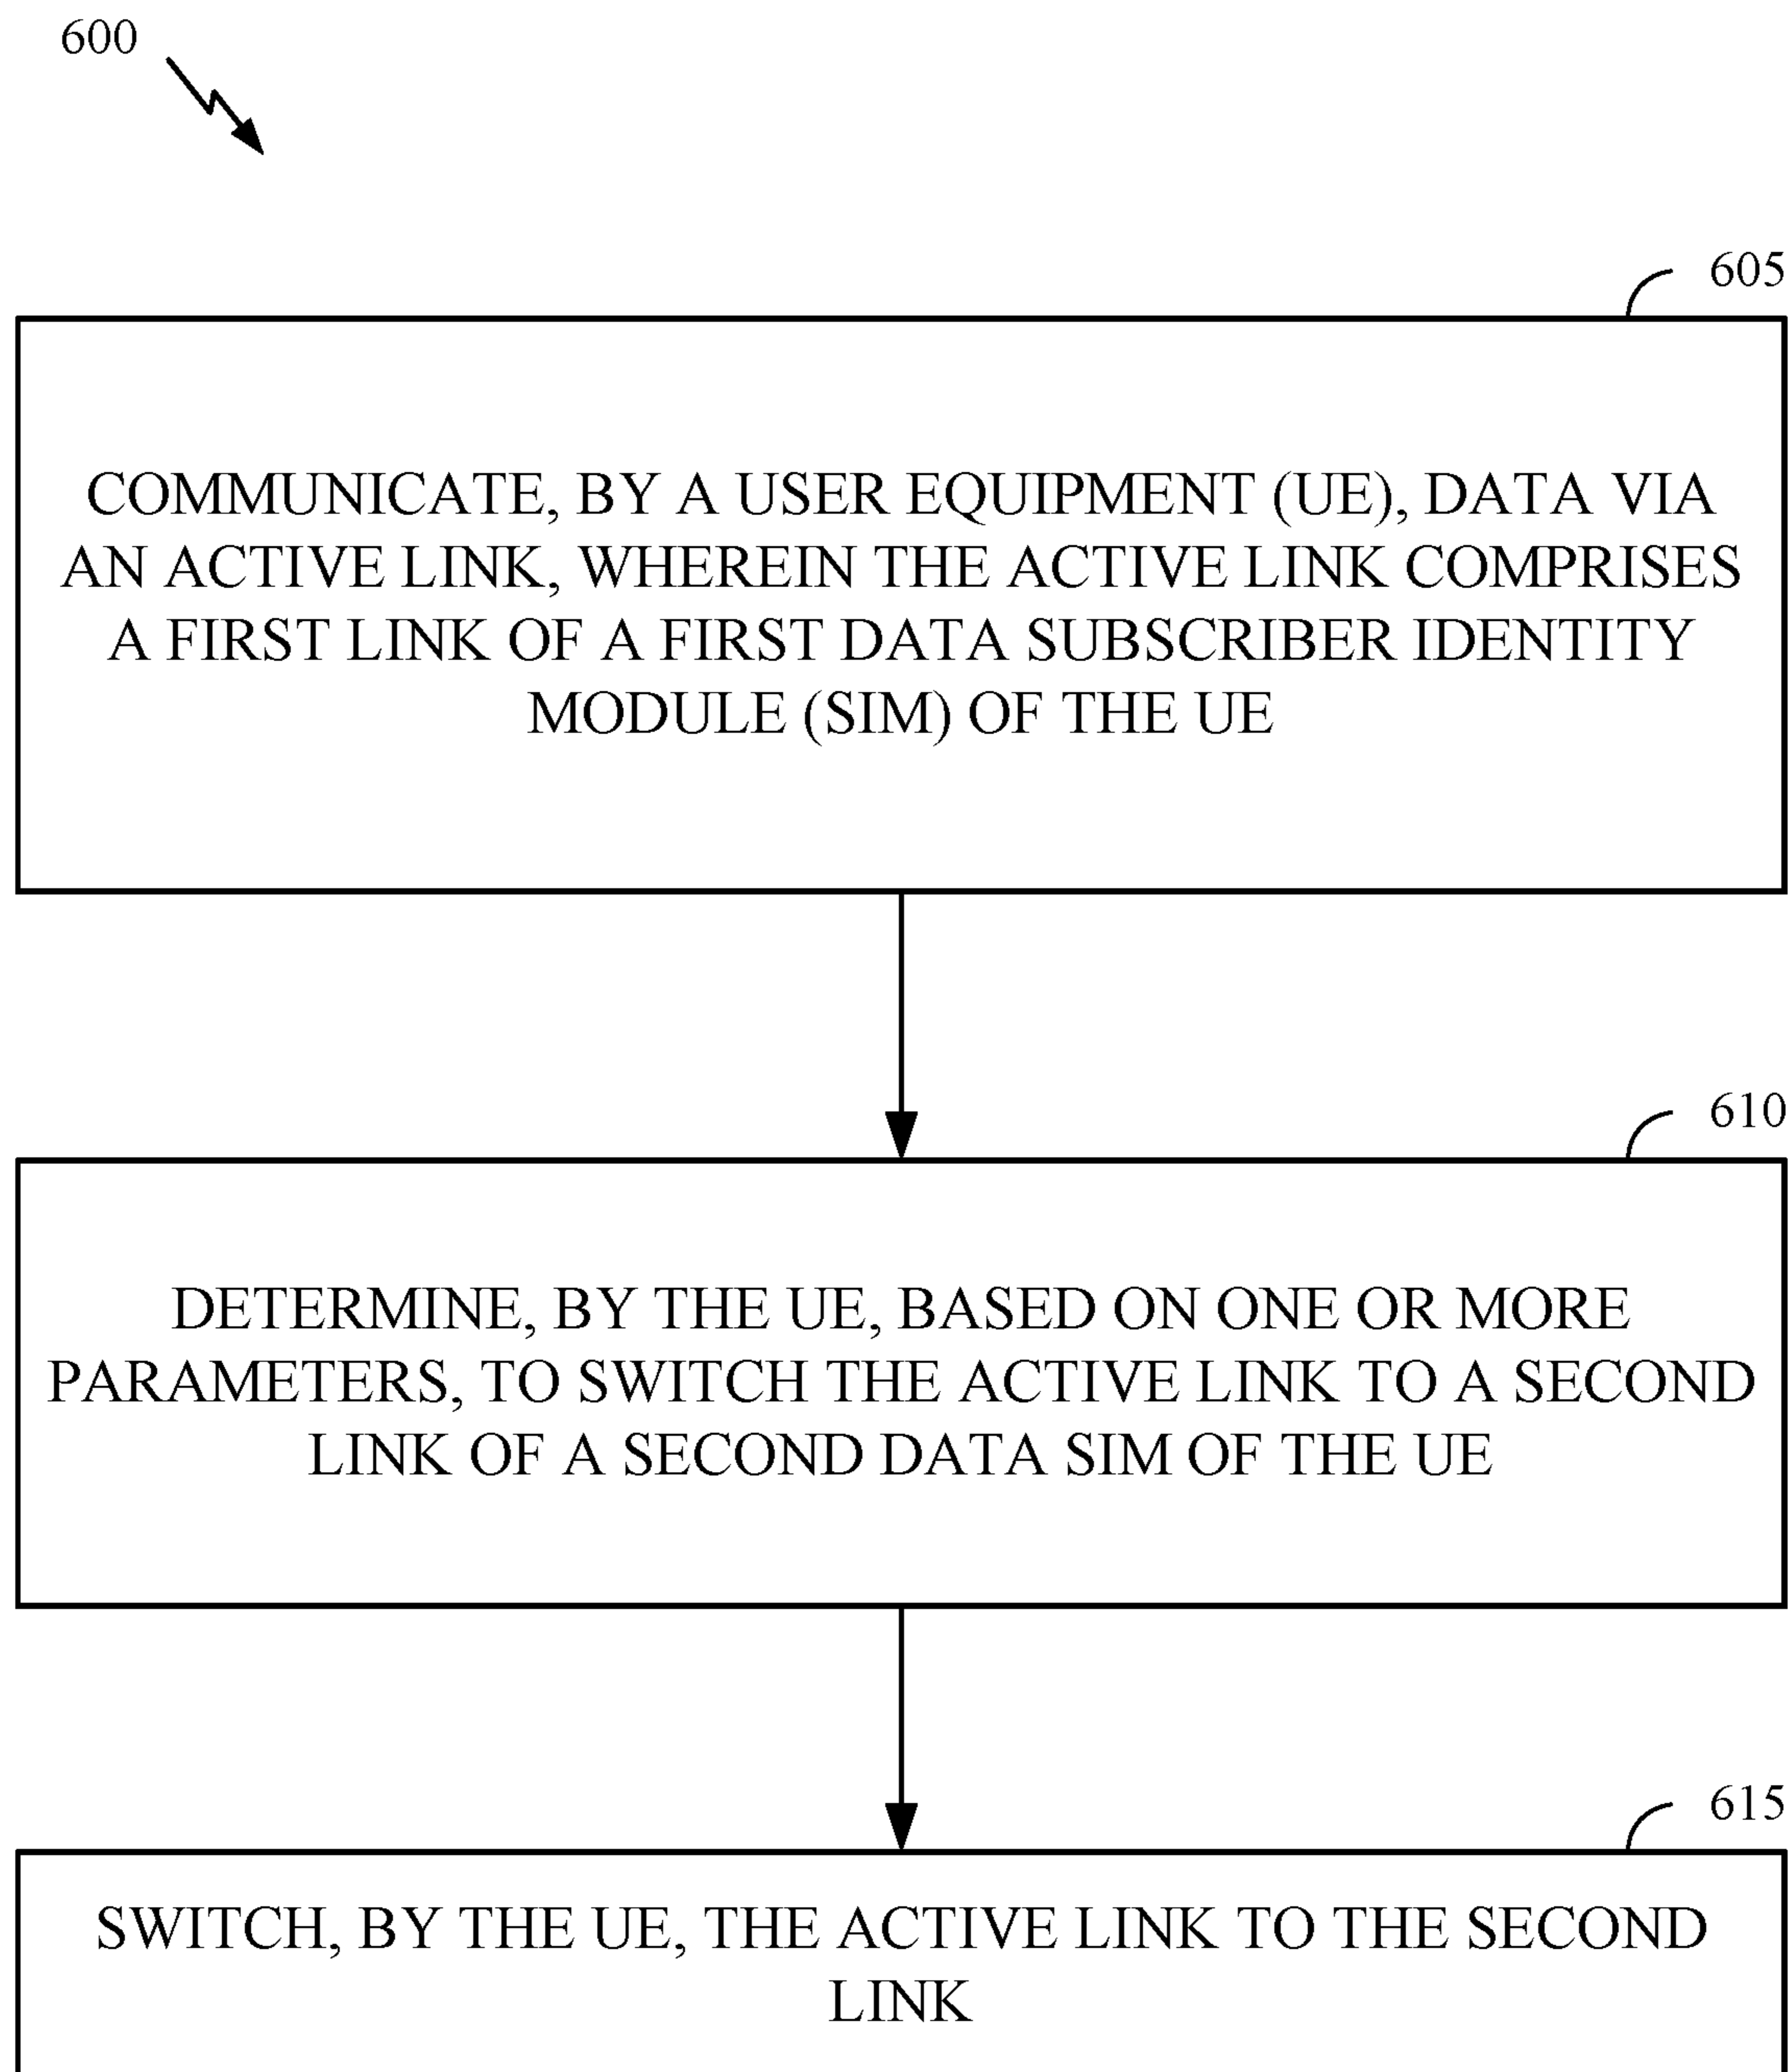 600
605
COMMUNICATE, BY A USER EQUIPMENT (UE), DATA VIA
AN ACTIVE LINK, WHEREIN THE ACTIVE LINK COMPRISES
A FIRST LINK OF A FIRST DATA SUBSCRIBER IDENTITY
MODULE (SIM) OF THE UE
610
DETERMINE, BY THE UE, BASED ON ONE OR MORE
PARAMETERS, TO SWITCH THE ACTIVE LINK TO A SECOND
LINK OF A SECOND DATA SIM OF THE UE
615
SWITCH, BY THE UE, THE ACTIVE LINK TO THE SECOND
LINK